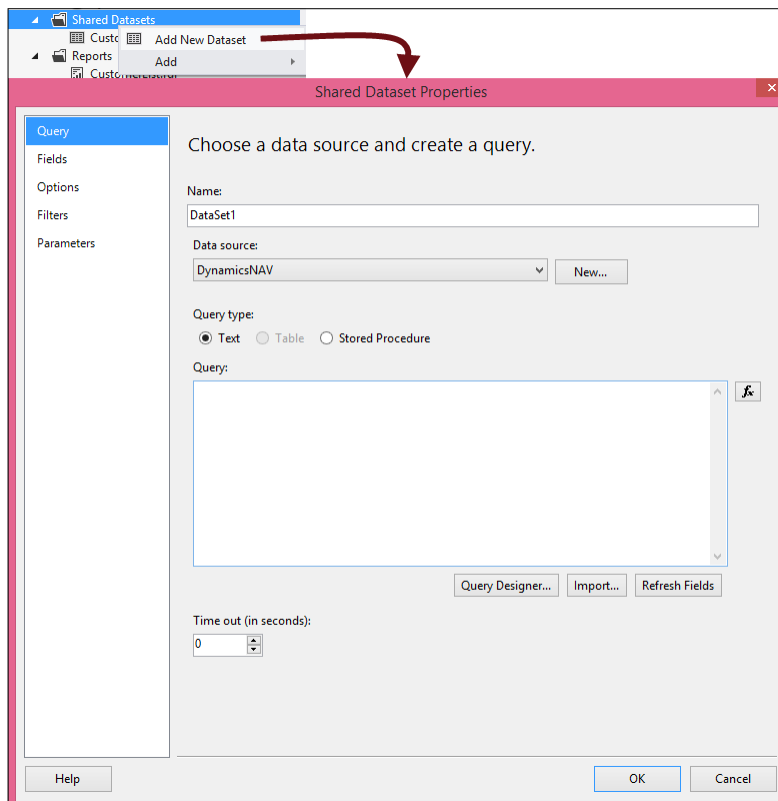 Shared Datasets
Custo
Add New Dataset
Reports
Add
CustomerListRdl
Shared Dataset Properties
Query
Fields
Options
Filters
Parameters
Choose a data source and create a query.
Name:
DataSet1
Data source:
DynamicsNAV
New...
Query type:
Text
Table
Stored Procedure
Query:
fx
Query Designer...
Import...
Refresh Fields
Time out (in seconds):
0
Help
OK
Cancel